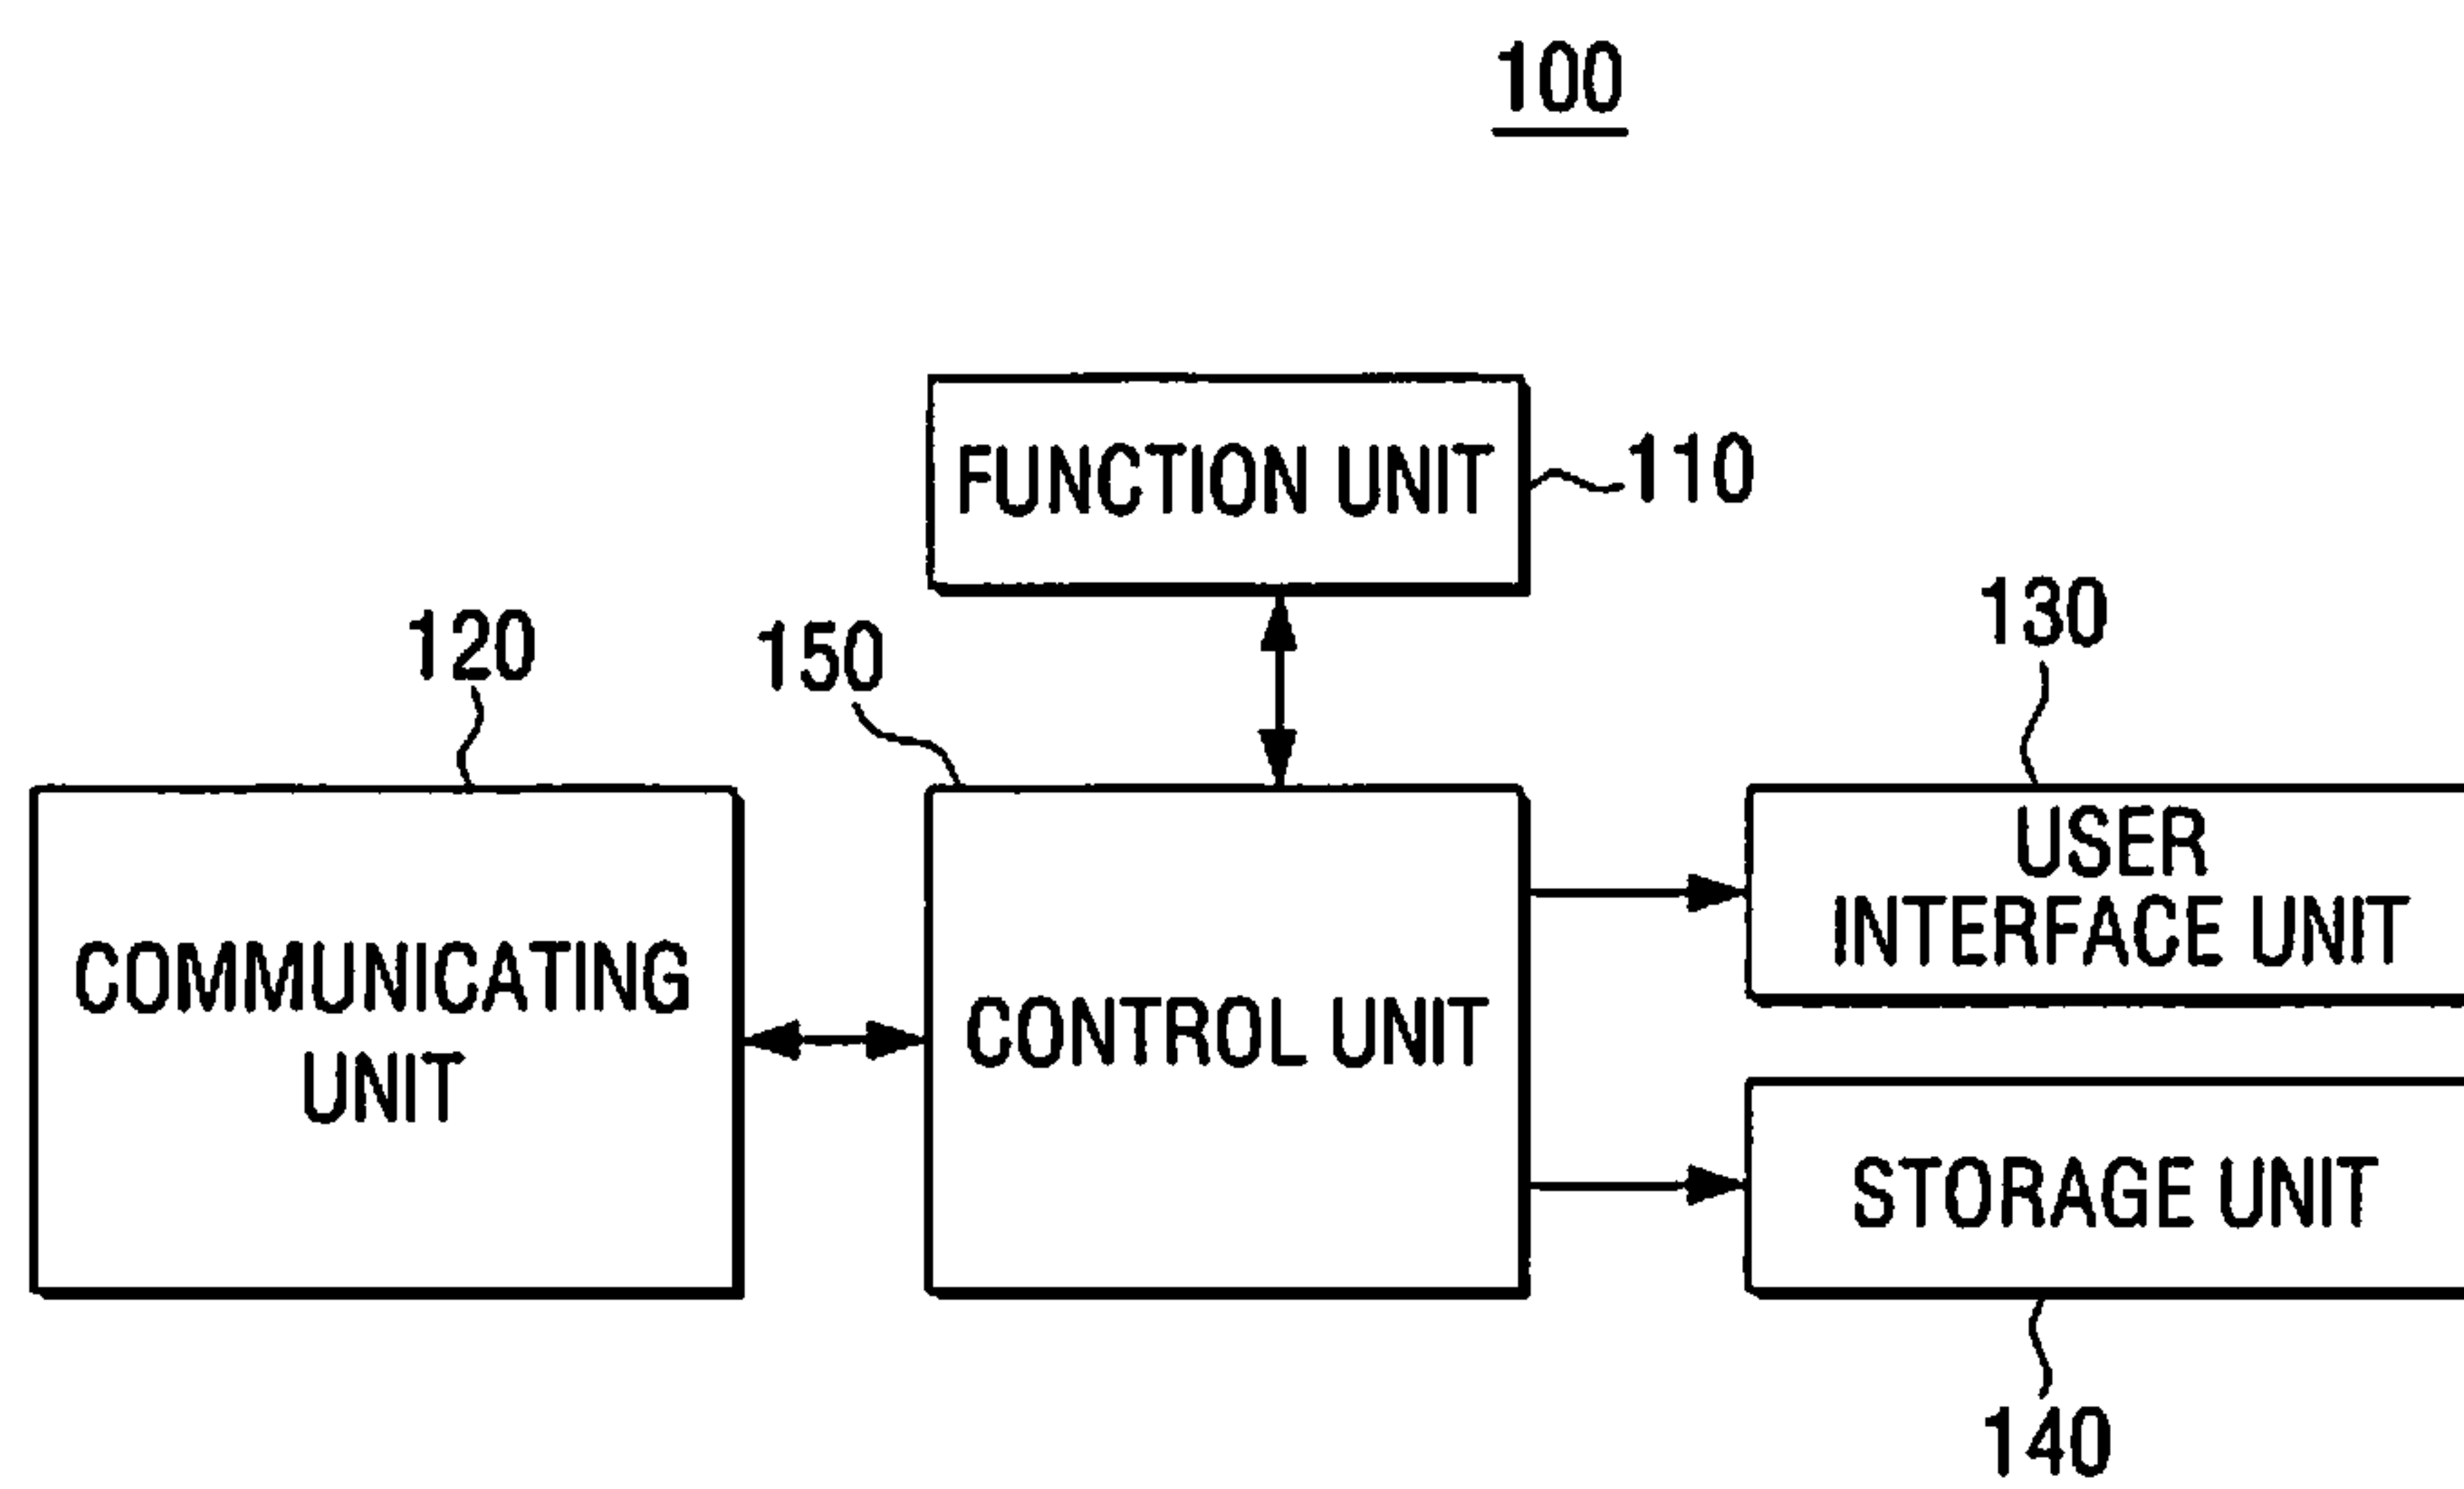 100
FUNCTION UNIT
110
120
150
130
COMMUNICATING
UNIT
CONTROL UNIT
USER
INTERFACE UNIT
STORAGE UNIT
140